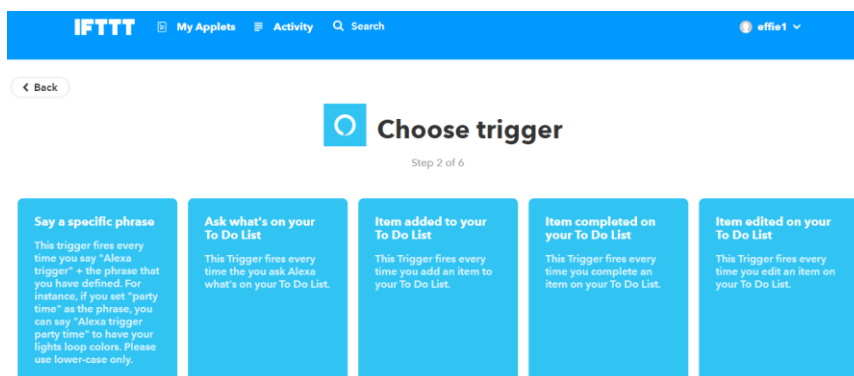 IFTTT My Applets Activity Search effie1
Back
Choose trigger
Step 2 of 6
Say a specific phrase
This trigger fires every
time you say "Alexa
trigger" + the phrase that
you have defined. For
instance, if you set "party
time" as the phrase, you
can say "Alexa trigger
party time" to have your
lights loop colors. Please
use lower-case only.
Ask what's on your
To Do List
This Trigger fires every
time the you ask Alexa
what's on your To Do List.
Item added to your
To Do List
This Trigger fires every
time you add an item to
your To Do List.
Item completed on
your To Do List
This Trigger fires every
time you complete an
item on your To Do List.
Item edited on your
To Do List
This Trigger fires every
time you edit an item on
your To Do List.